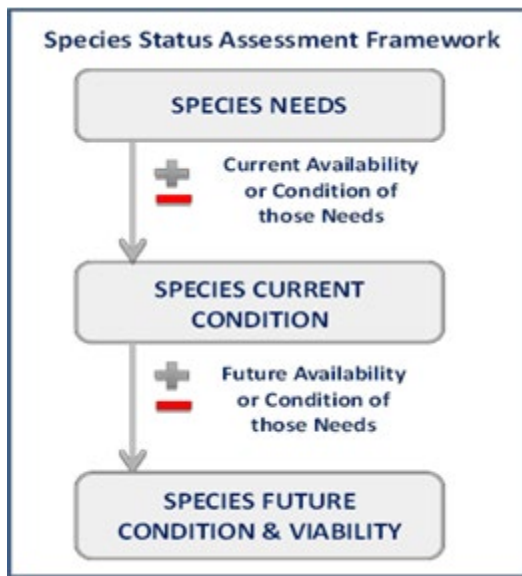 Species Status Assessment Framework
SPECIES NEEDS
Current Availability
or Condition of
those Needs
SPECIES CURRENT
CONDITION
Future Availability
or Condition of
those Needs
SPECIES FUTURE
CONDITION & VIABILITY